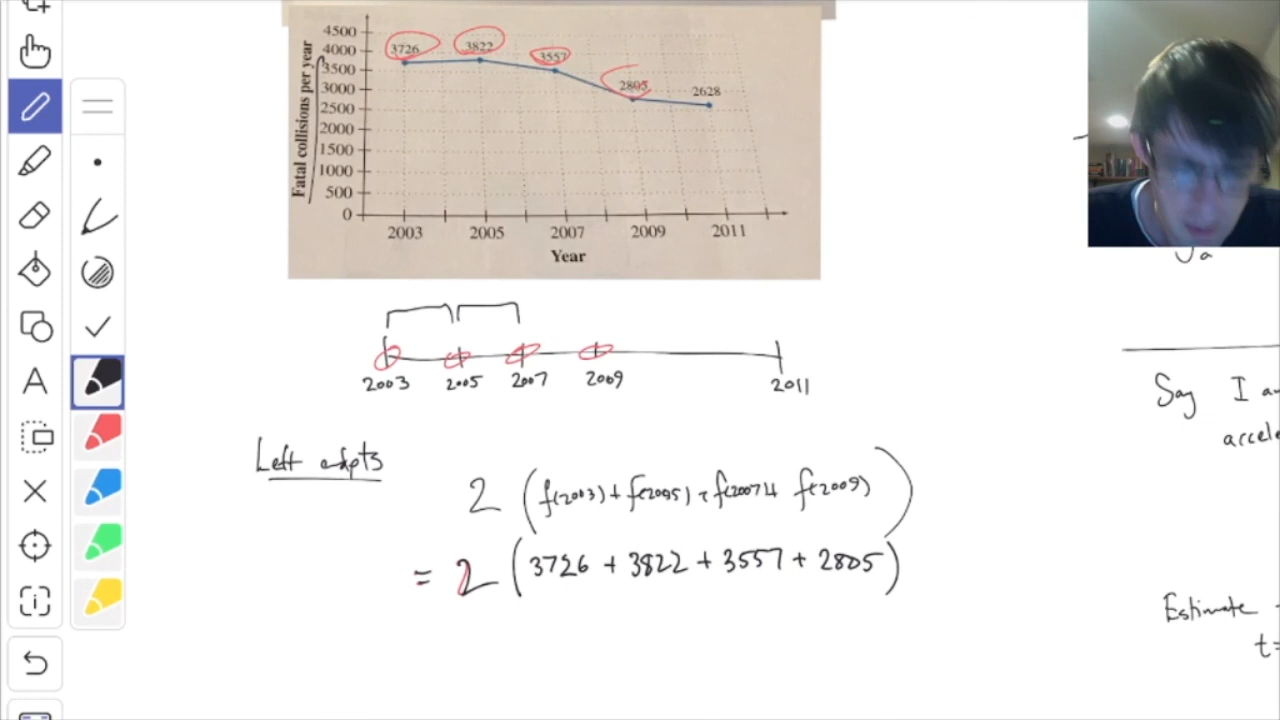 4500
4000
3500
3000
2500
2000
1500
1000
500
0
Fatal collisions per year
3726
3822
3557
2805
2628
2003 2005 2007 2009 2011
Year
2003 2005 2007 2009 2011
Left endpts
2 (f(2003) + f(2005) + f(2007) + f(2009))
= 2 (3726 + 3822 + 3557 + 2805)
Say I
accele
Estimate
t=
A